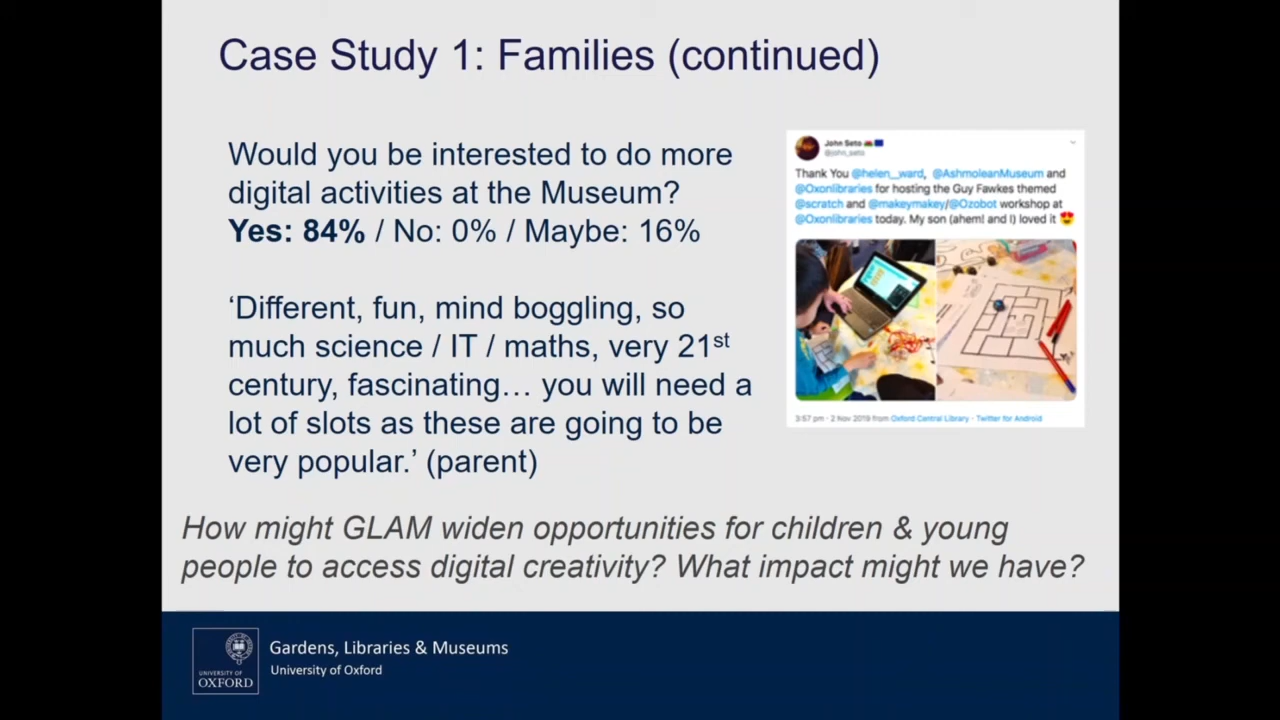 Case Study 1: Families (continued)
Would you be interested to do more
digital activities at the Museum?
Yes: 84% / No: 0% / Maybe: 16%
‘Different, fun, mind boggling, so
much science / IT / maths, very 21st
century, fascinating… you will need a
lot of slots as these are going to be
very popular.’ (parent)
John Seto
@john_seto
Thank You @helen__ward, @AshmoleanMuseum and
@Oxonlibraries for hosting the Guy Fawkes themed
@scratch and @makeymakey/@Ozobot workshop at
@Oxonlibraries today. My son (ahem! and I) loved it 😍
3:57 pm · 2 Nov 2019 from Oxford Central Library · Twitter for Android
How might GLAM widen opportunities for children & young
people to access digital creativity? What impact might we have?
UNIVERSITY OF
OXFORD
Gardens, Libraries & Museums
University of Oxford